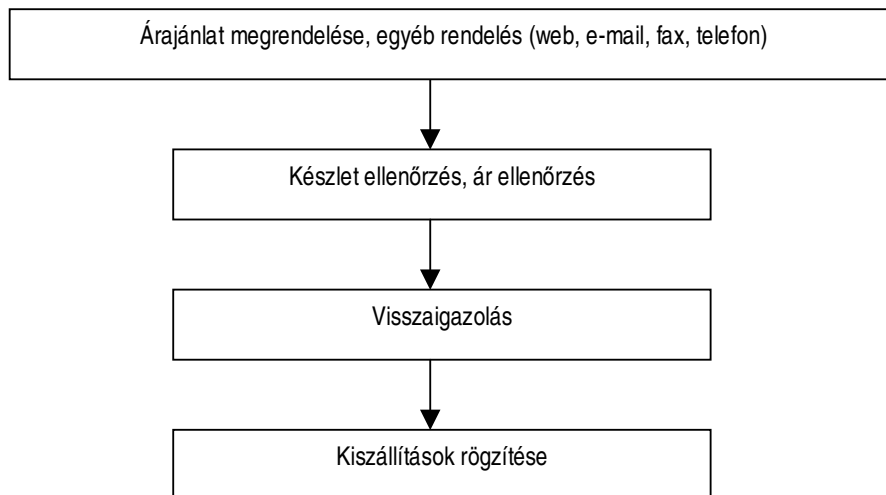 Árajánlat megrendelése, egyéb rendelés (web, e-mail, fax, telefon)
Készlet ellenőrzés, ár ellenőrzés
Visszaigazolás
Kiszállítások rögzítése